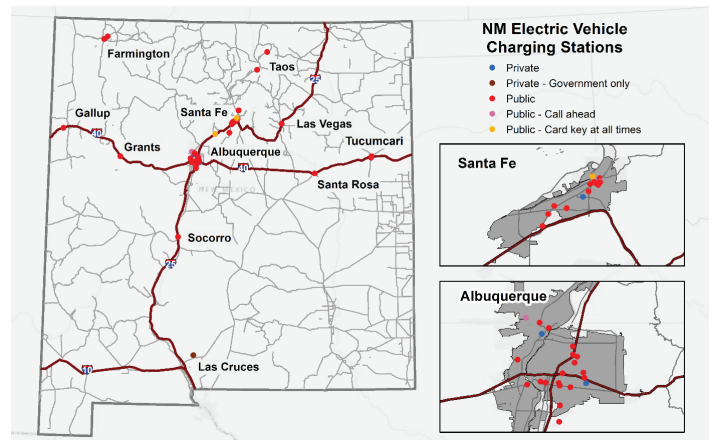 NM Electric Vehicle
Charging Stations
Private
Private - Government only
Public
Public - Call ahead
Public - Card key at all times
Farmington
Taos
25
Gallup
Santa Fe
Las Vegas
40
Tucumcari
Grants
Albuquerque
40
NEW MEXICO
Santa Rosa
Socorro
25
Las Cruces
10
Santa Fe
Albuquerque